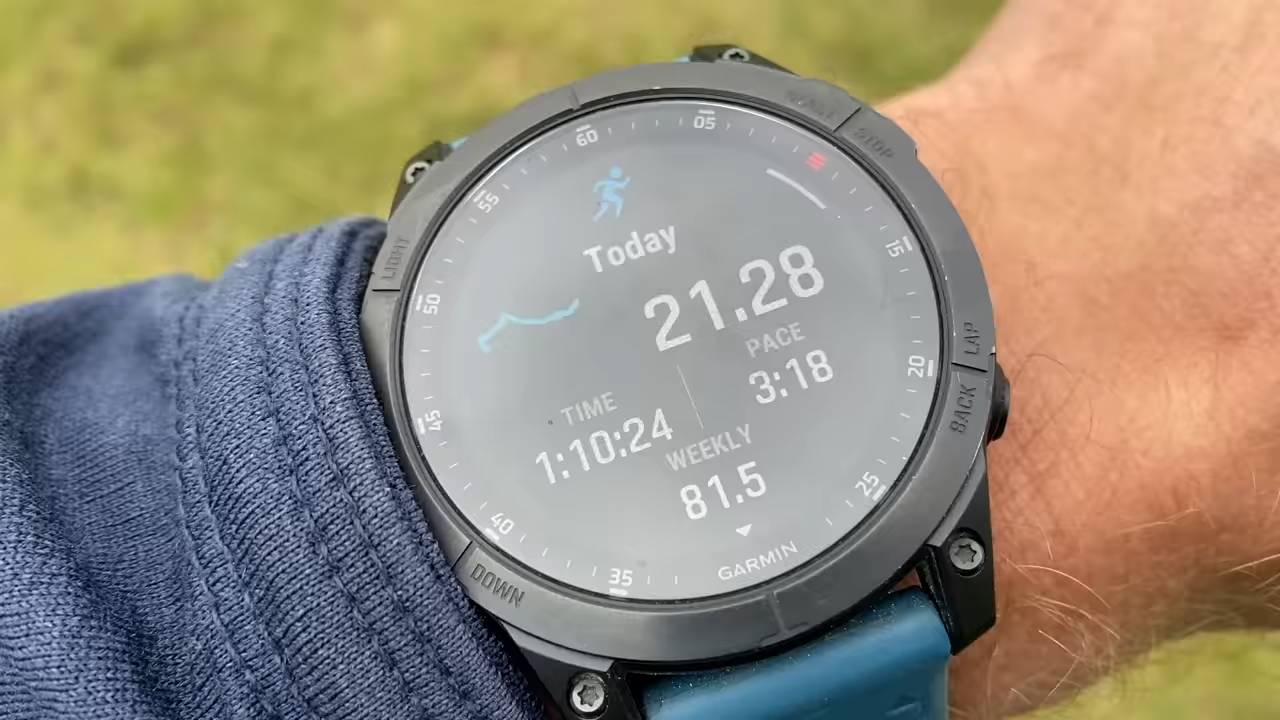 START
STOP
LIGHT
60
05
55
15
50
20
45
25
40
35
Today
21.28
PACE
3:18
TIME
1:10:24
WEEKLY
81.5
GARMIN
LAP
BACK
DOWN